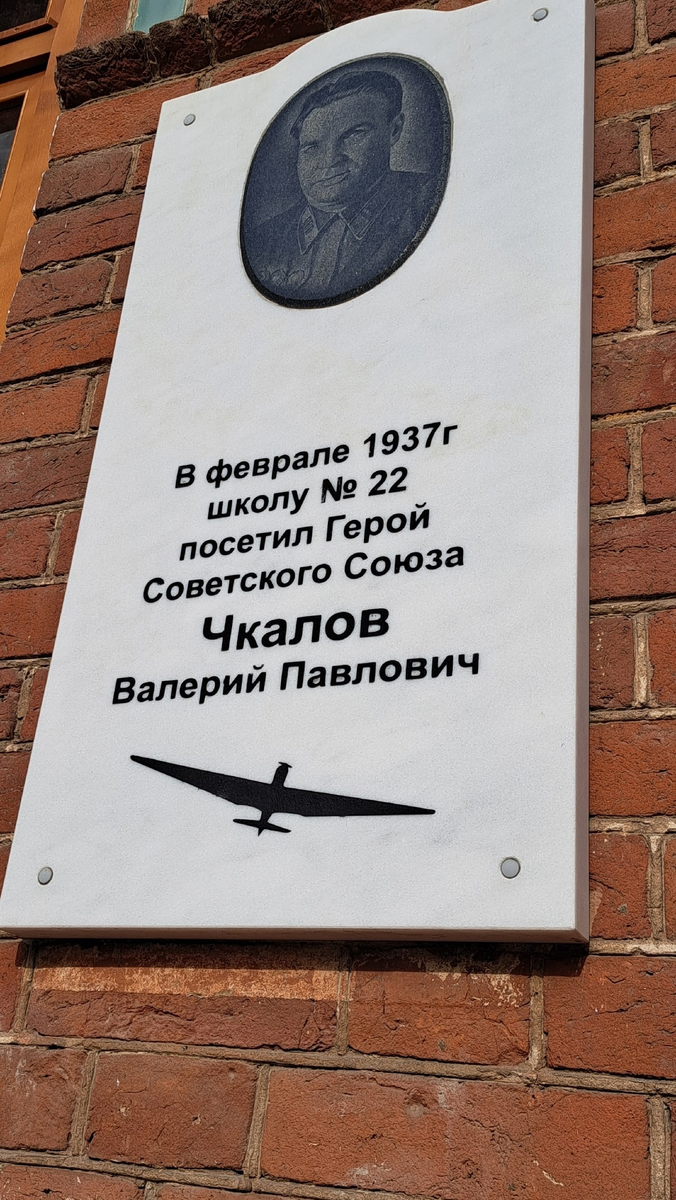 В феврале 1937г
школу № 22
посетил Герой
Советского Союза
Чкалов
Валерий Павлович